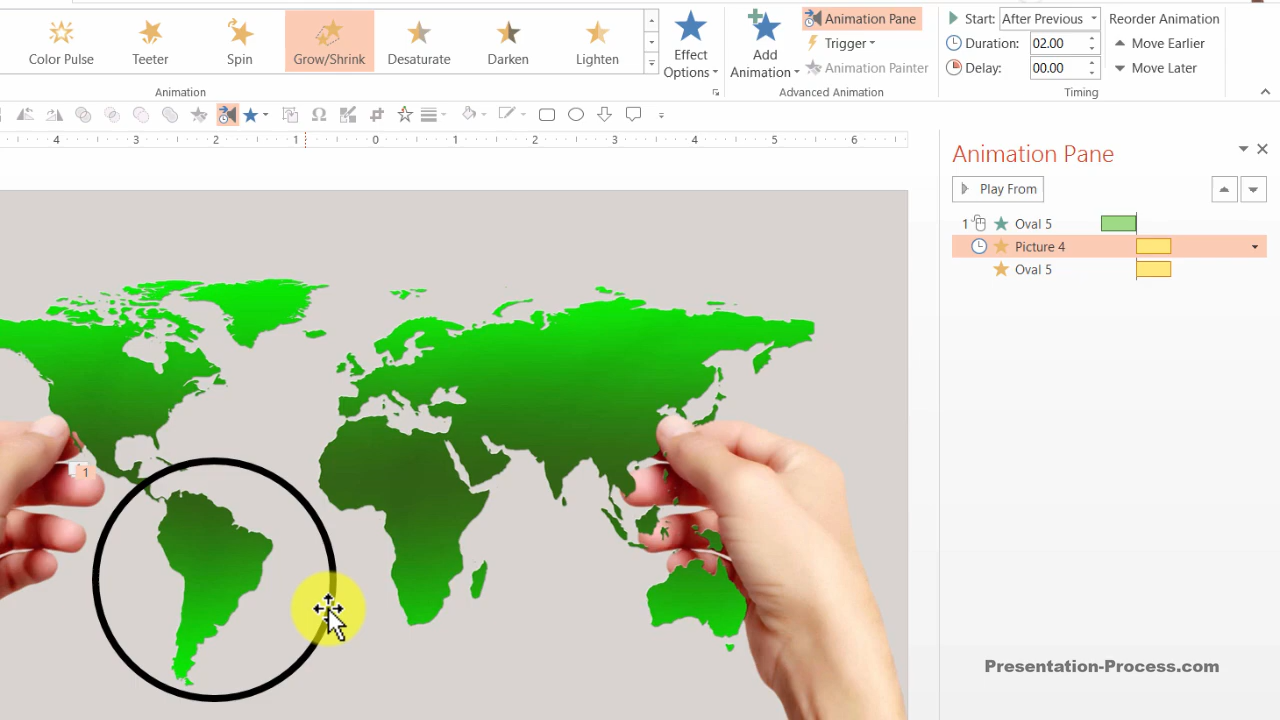 Color Pulse
Teeter
Spin
Grow/Shrink
Desaturate
Darken
Lighten
Effect
Options
Add
Animation
Animation Pane
Trigger
Animation Painter
Start: After Previous
Duration: 02.00
Delay: 00.00
Reorder Animation
Move Earlier
Move Later
Animation
Advanced Animation
Timing
4 3 2 1 0 1 2 3 4 5 6
Animation Pane
Play From
1 Oval 5
Picture 4
Oval 5
1
Presentation-Process.com